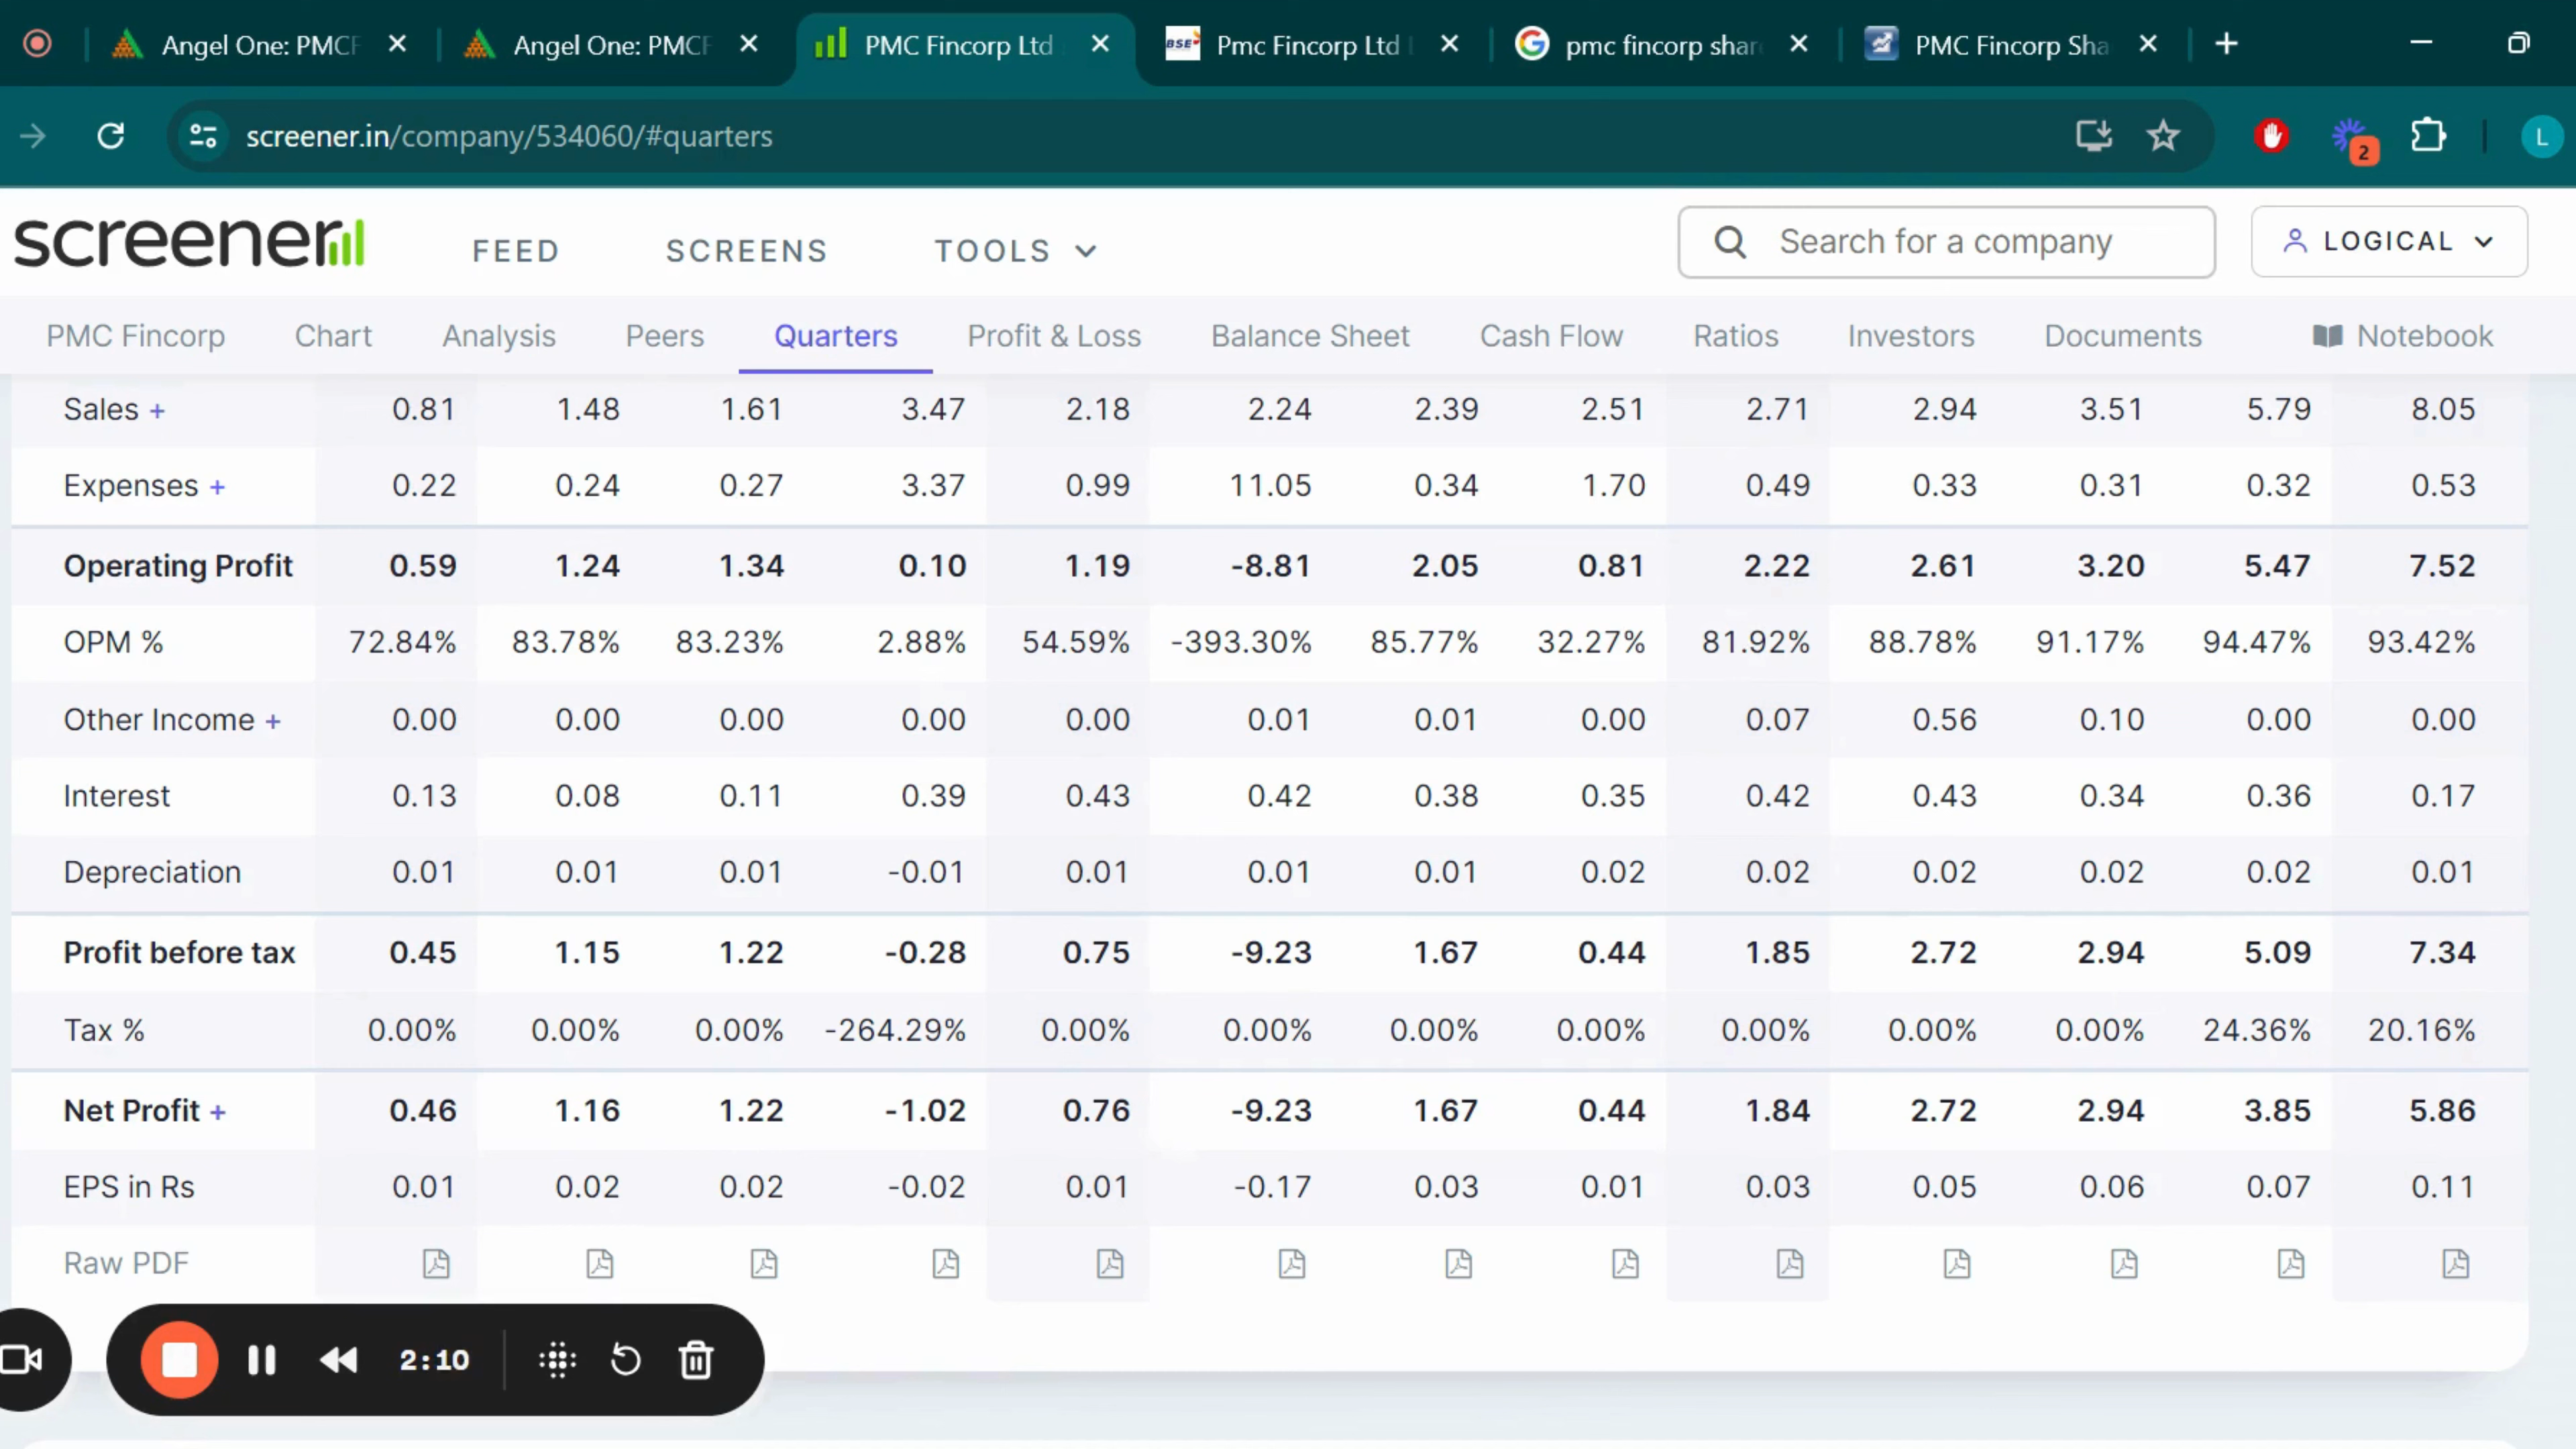 Angel One: PMCF
Angel One: PMCF
PMC Fincorp Ltd
BSE Pmc Fincorp Ltd
pmc fincorp shar
PMC Fincorp Sha
screener.in/company/534060/#quarters
2
L
screener
FEED SCREENS TOOLS
Search for a company
LOGICAL
PMC Fincorp Chart Analysis Peers Quarters Profit & Loss Balance Sheet Cash Flow Ratios Investors Documents Notebook
Sales + 0.81 1.48 1.61 3.47 2.18 2.24 2.39 2.51 2.71 2.94 3.51 5.79 8.05
Expenses + 0.22 0.24 0.27 3.37 0.99 11.05 0.34 1.70 0.49 0.33 0.31 0.32 0.53
Operating Profit 0.59 1.24 1.34 0.10 1.19 -8.81 2.05 0.81 2.22 2.61 3.20 5.47 7.52
OPM % 72.84% 83.78% 83.23% 2.88% 54.59% -393.30% 85.77% 32.27% 81.92% 88.78% 91.17% 94.47% 93.42%
Other Income + 0.00 0.00 0.00 0.00 0.00 0.01 0.01 0.00 0.07 0.56 0.10 0.00 0.00
Interest 0.13 0.08 0.11 0.39 0.43 0.42 0.38 0.35 0.42 0.43 0.34 0.36 0.17
Depreciation 0.01 0.01 0.01 -0.01 0.01 0.01 0.01 0.02 0.02 0.02 0.02 0.02 0.01
Profit before tax 0.45 1.15 1.22 -0.28 0.75 -9.23 1.67 0.44 1.85 2.72 2.94 5.09 7.34
Tax % 0.00% 0.00% 0.00% -264.29% 0.00% 0.00% 0.00% 0.00% 0.00% 0.00% 0.00% 24.36% 20.16%
Net Profit + 0.46 1.16 1.22 -1.02 0.76 -9.23 1.67 0.44 1.84 2.72 2.94 3.85 5.86
EPS in Rs 0.01 0.02 0.02 -0.02 0.01 -0.17 0.03 0.01 0.03 0.05 0.06 0.07 0.11
Raw PDF
2:10